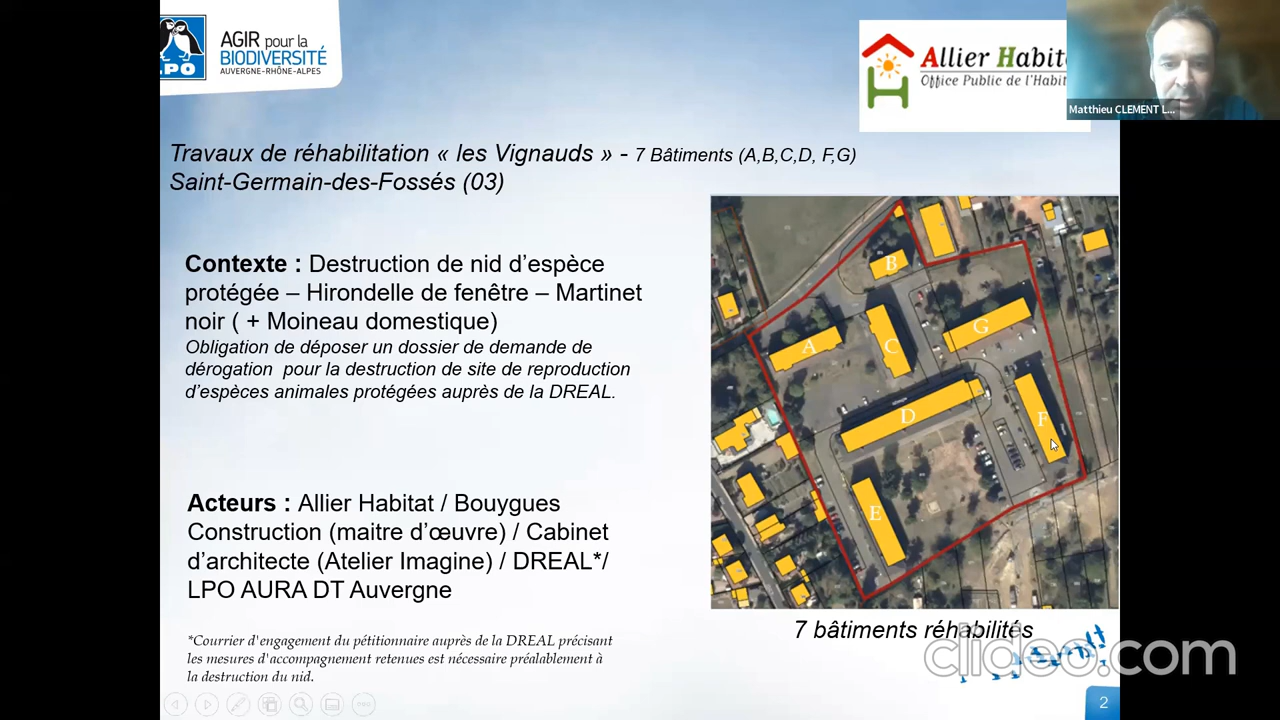 LPO
AGIR pour la
BIODIVERSITÉ
AUVERGNE-RHÔNE-ALPES
Allier Habit
Office Public de l'Habit
Matthieu CLEMENT L...
Travaux de réhabilitation « les Vignauds » - 7 Bâtiments (A,B,C,D, F,G)
Saint-Germain-des-Fossés (03)
Contexte : Destruction de nid d'espèce
protégée – Hirondelle de fenêtre – Martinet
noir ( + Moineau domestique)
Obligation de déposer un dossier de demande de
dérogation pour la destruction de site de reproduction
d'espèces animales protégées auprès de la DREAL.
B
G
A
C
D
F
E
Acteurs : Allier Habitat / Bouygues
Construction (maitre d'œuvre) / Cabinet
d'architecte (Atelier Imagine) / DREAL*/
LPO AURA DT Auvergne
7 bâtiments réhabilités
*Courrier d'engagement du pétitionnaire auprès de la DREAL précisant
les mesures d'accompagnement retenues est nécessaire préalablement à
la destruction du nid.
clideo.com
2